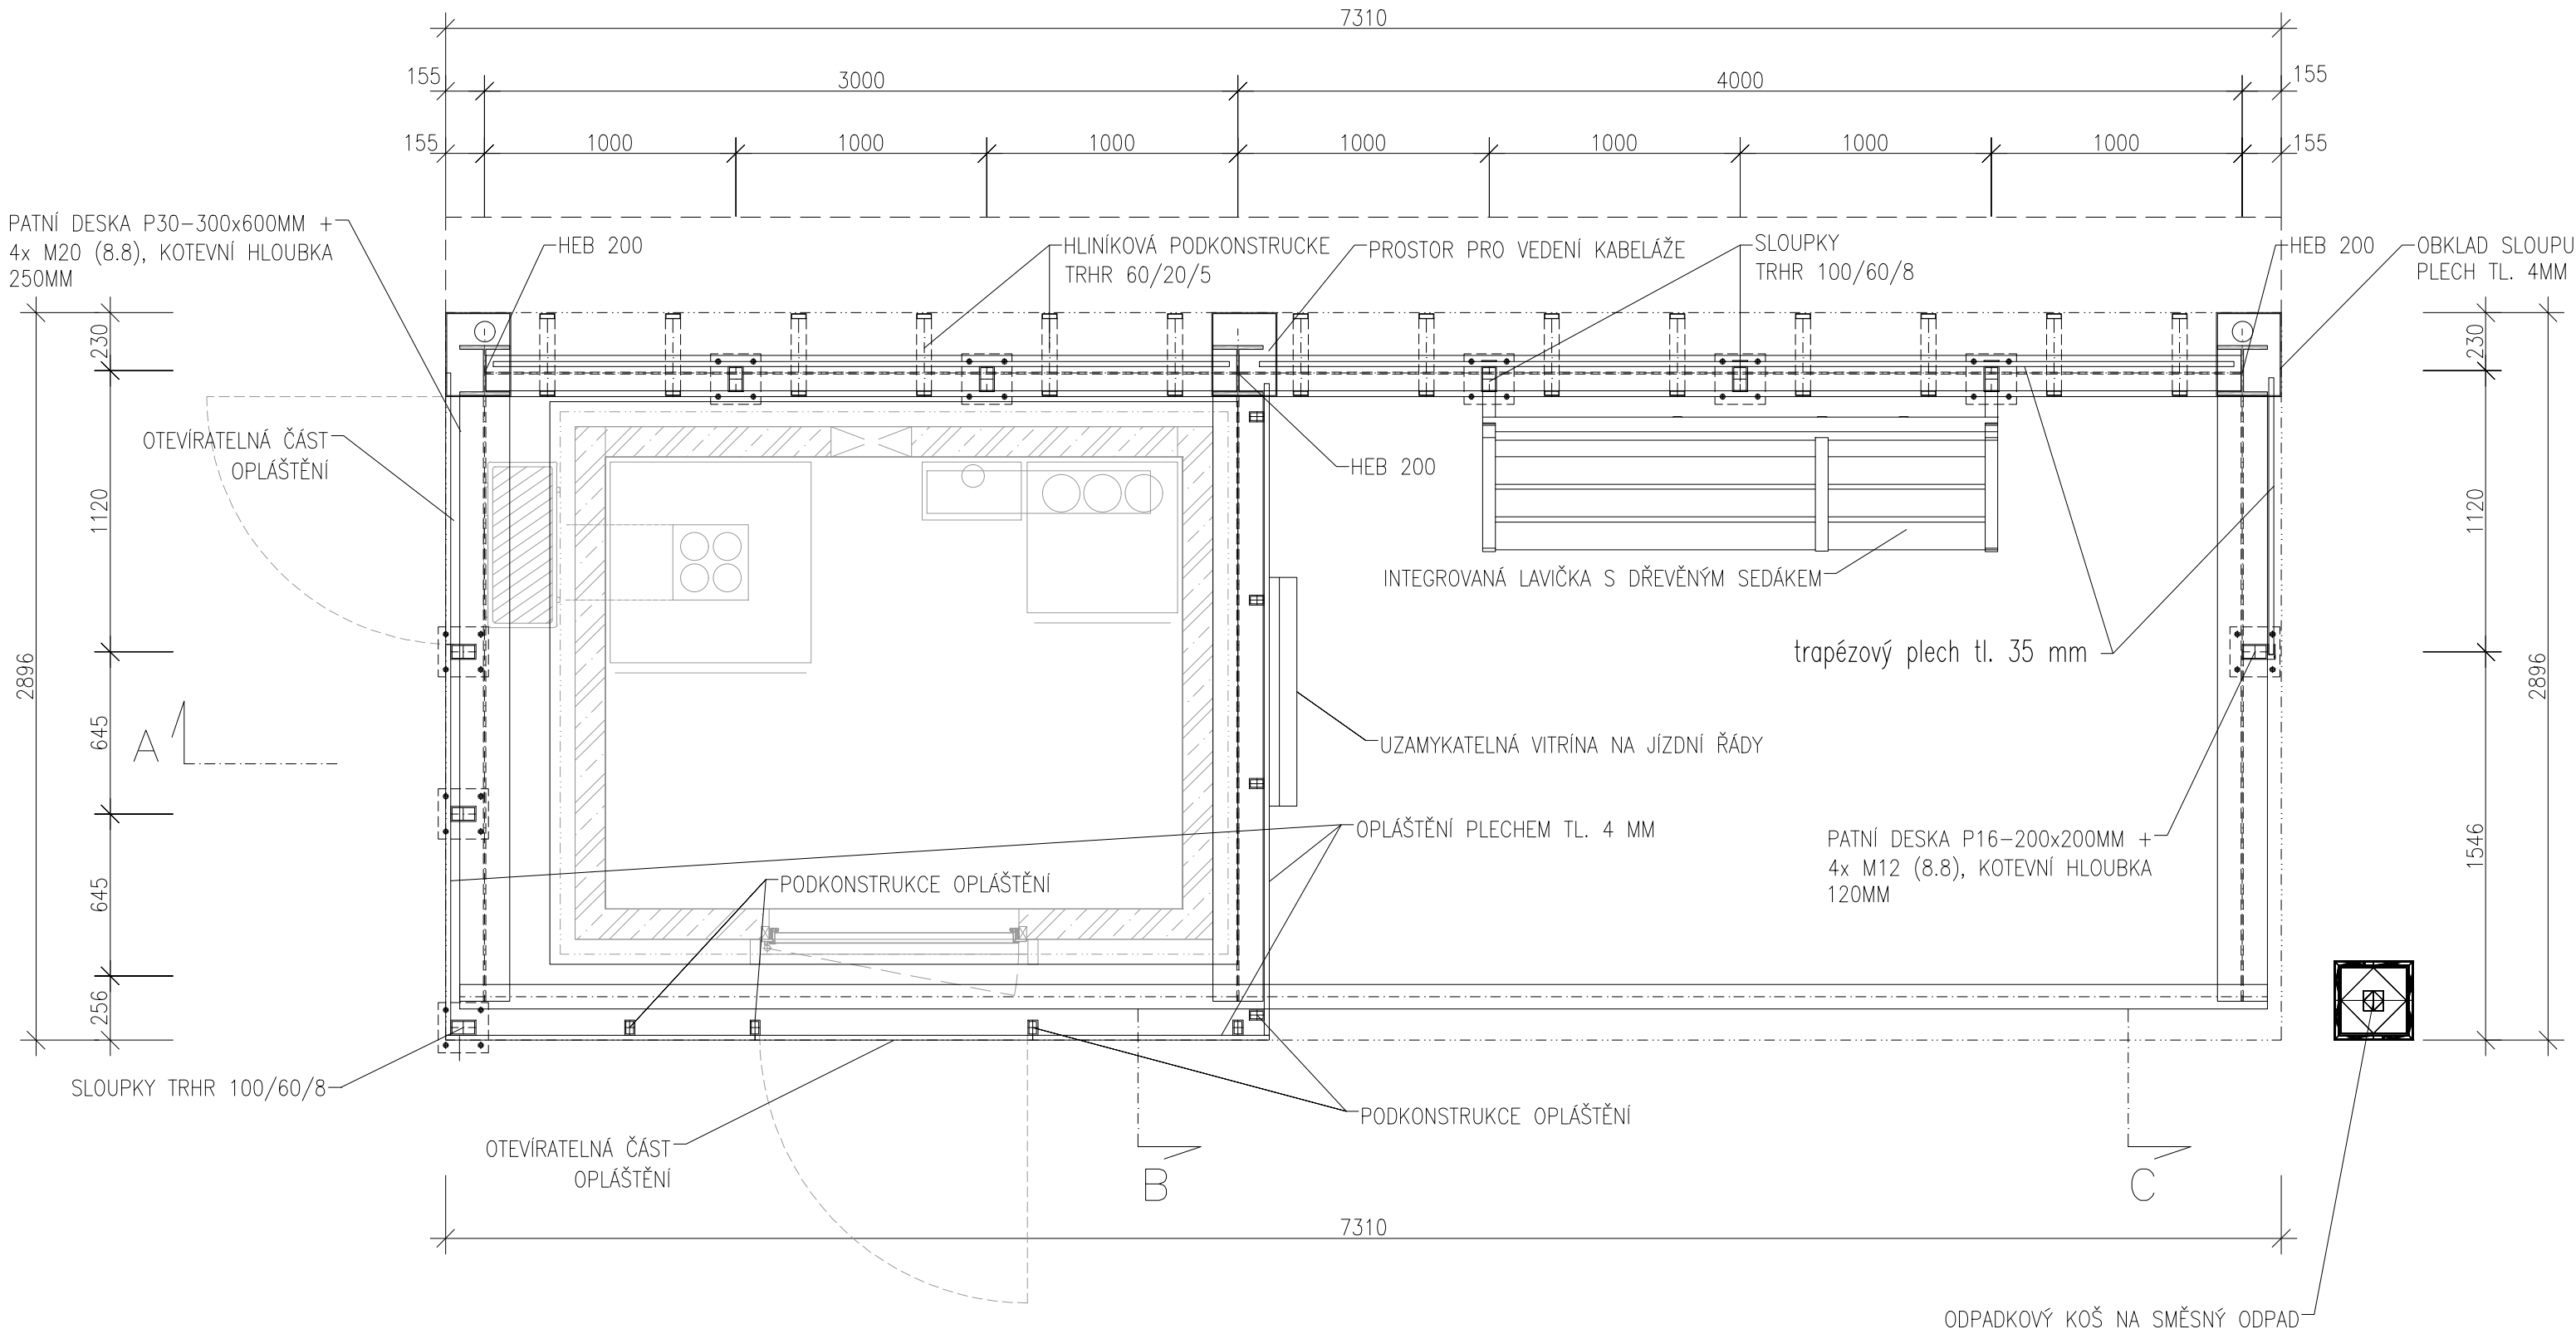 7310
155
3000
4000
155
155
1000
1000
1000
1000
1000
1000
1000
155
PATNÍ DESKA P30-300x600MM +
4x M20 (8.8), KOTEVNÍ HLOUBKA
250MM
HEB 200
HLINÍKOVÁ PODKONSTRUCKE
TRHR 60/20/5
PROSTOR PRO VEDENÍ KABELÁŽE
SLOUPKY
TRHR 100/60/8
HEB 200
OBKLAD SLOUPU
PLECH TL. 4MM
230
230
OTEVÍRATELNÁ ČÁST
OPLÁŠTĚNÍ
HEB 200
1120
1120
INTEGROVANÁ LAVIČKA S DŘEVĚNÝM SEDÁKEM
trapézový plech tl. 35 mm
2896
2896
645
A
UZAMYKATELNÁ VITRÍNA NA JÍZDNÍ ŘÁDY
OPLÁŠTĚNÍ PLECHEM TL. 4 MM
PATNÍ DESKA P16-200x200MM +
4x M12 (8.8), KOTEVNÍ HLOUBKA
120MM
1546
645
PODKONSTRUKCE OPLÁŠTĚNÍ
256
SLOUPKY TRHR 100/60/8
PODKONSTRUKCE OPLÁŠTĚNÍ
OTEVÍRATELNÁ ČÁST
OPLÁŠTĚNÍ
B
C
7310
ODPADKOVÝ KOŠ NA SMĚSNÝ ODPAD